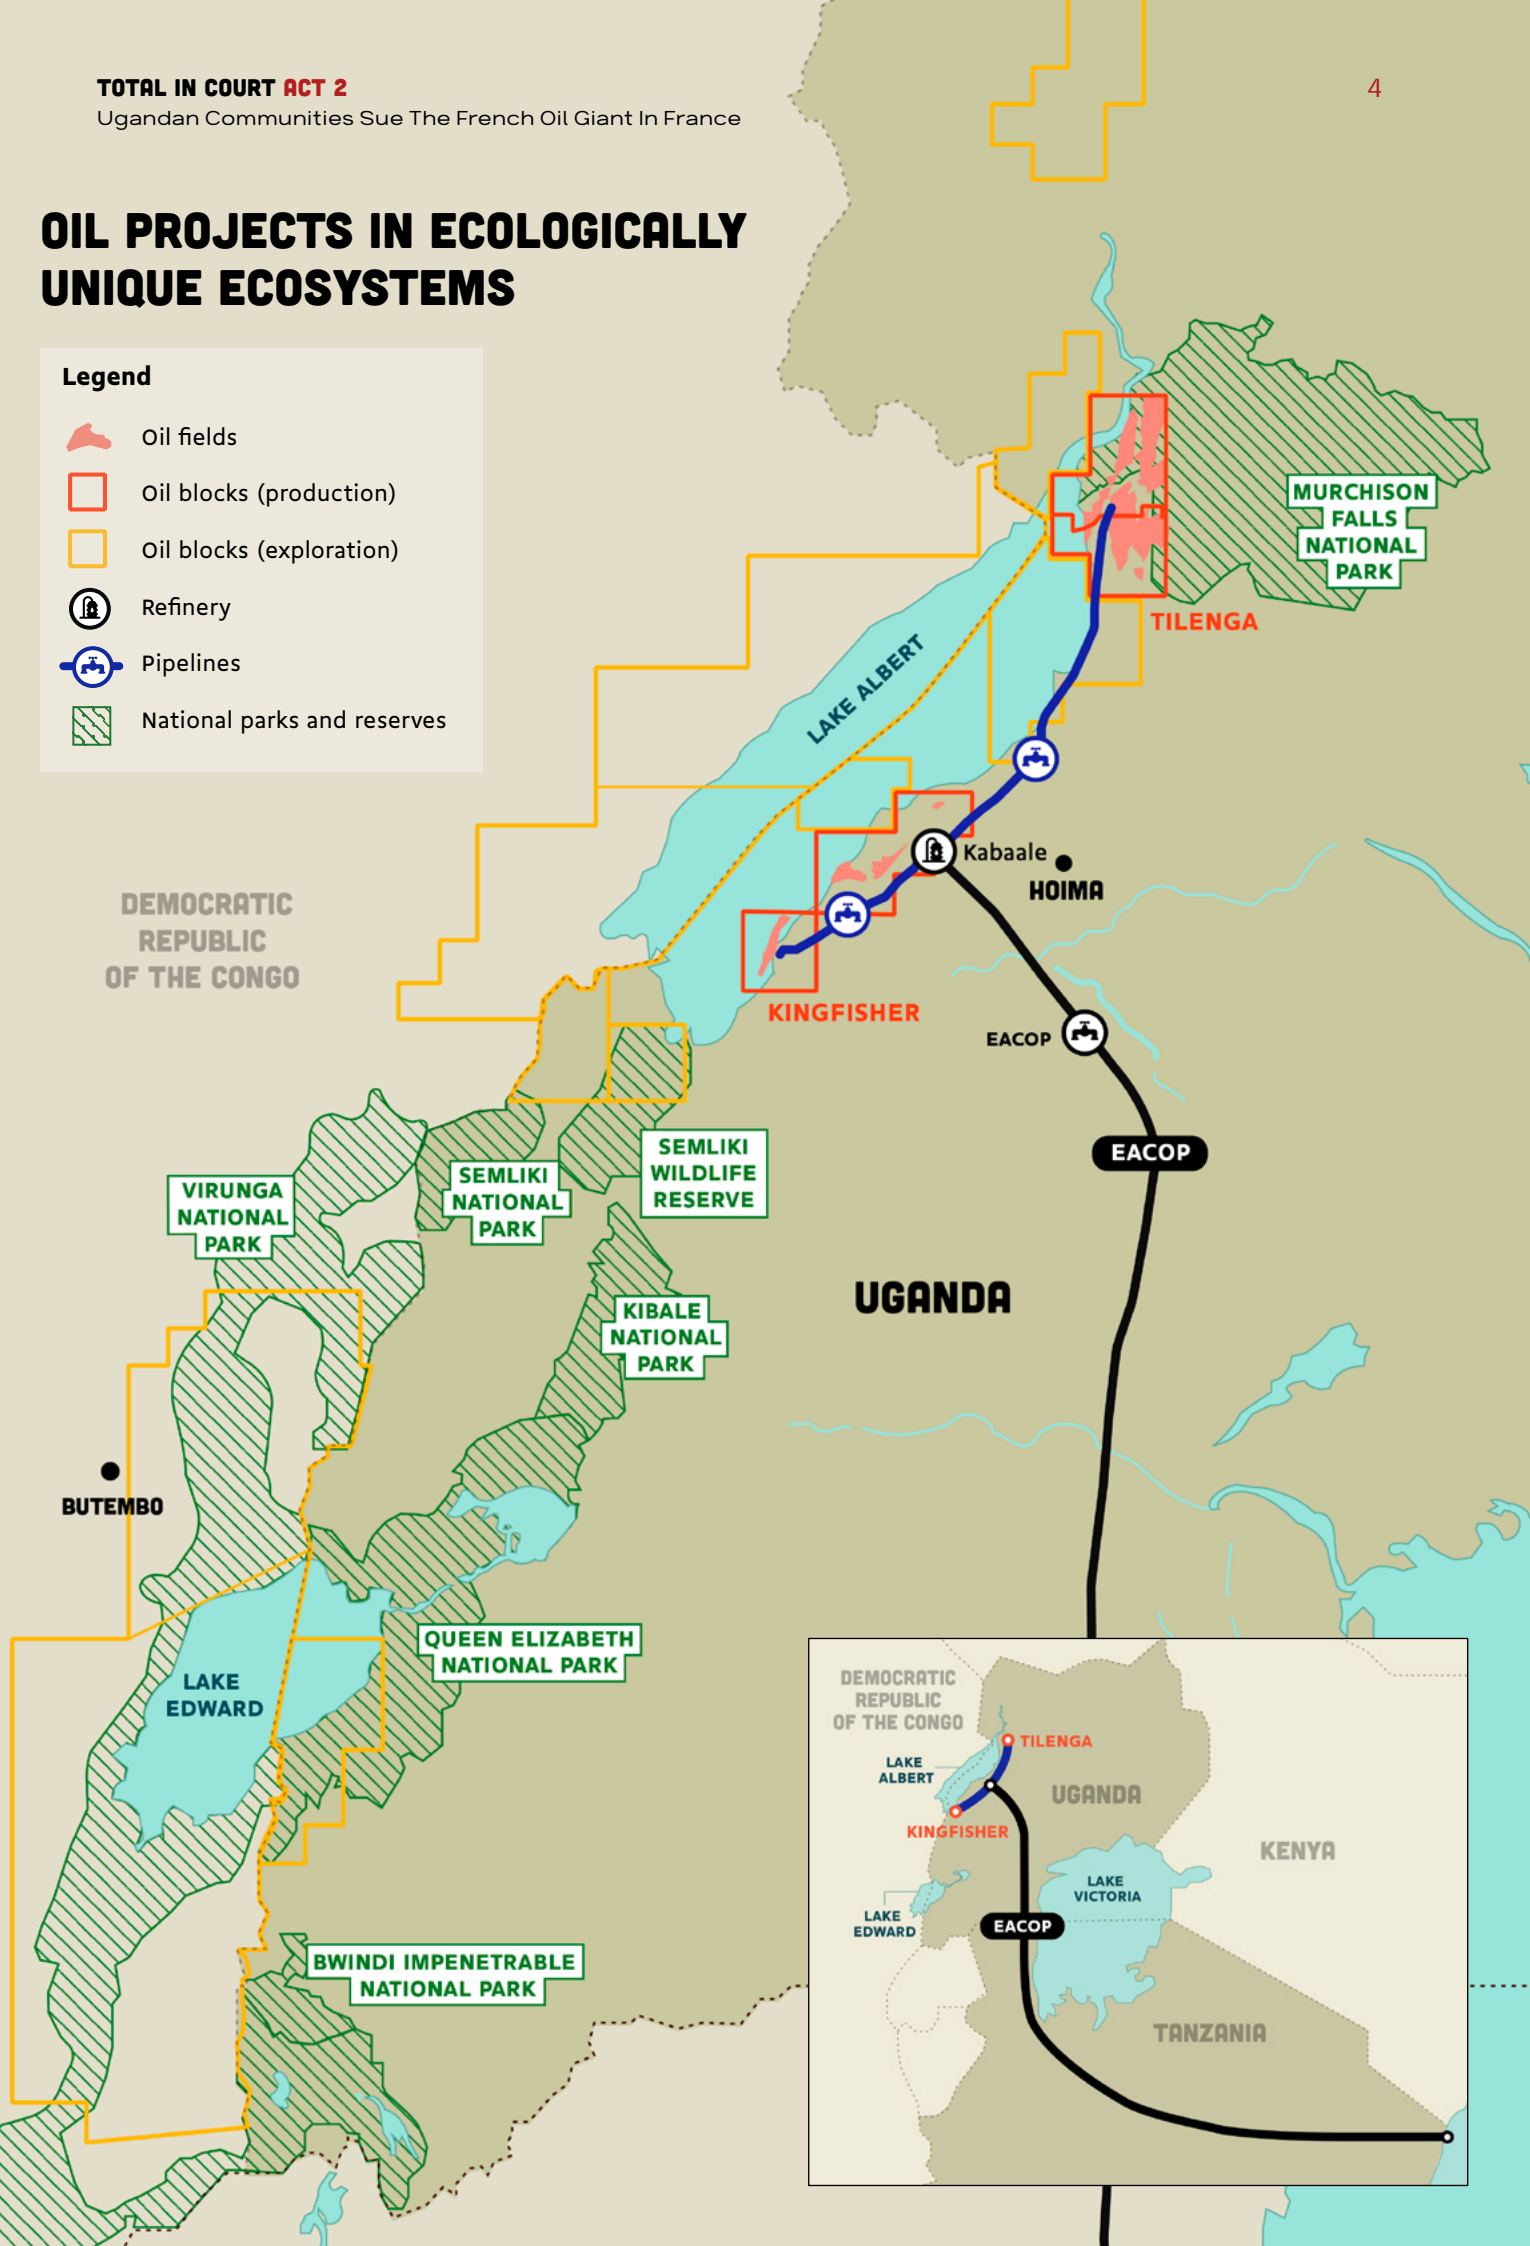 TOTAL IN COURT ACT 2
Ugandan Communities Sue The French Oil Giant In France
4
OIL PROJECTS IN ECOLOGICALLY
UNIQUE ECOSYSTEMS
Legend
Oil fields
Oil blocks (production)
Oil blocks (exploration)
Refinery
Pipelines
National parks and reserves
MURCHISON
FALLS
NATIONAL
PARK
TILENGA
LAKE ALBERT
Kabaale
HOIMA
DEMOCRATIC
REPUBLIC
OF THE CONGO
KINGFISHER
EACOP
EACOP
SEMLIKI
WILDLIFE
RESERVE
SEMLIKI
NATIONAL
PARK
VIRUNGA
NATIONAL
PARK
UGANDA
KIBALE
NATIONAL
PARK
BUTEMBO
QUEEN ELIZABETH
NATIONAL PARK
LAKE
EDWARD
BWINDI IMPENETRABLE
NATIONAL PARK
DEMOCRATIC
REPUBLIC
OF THE CONGO
TILENGA
LAKE
ALBERT
UGANDA
KINGFISHER
KENYA
LAKE
VICTORIA
LAKE
EDWARD
EACOP
TANZANIA